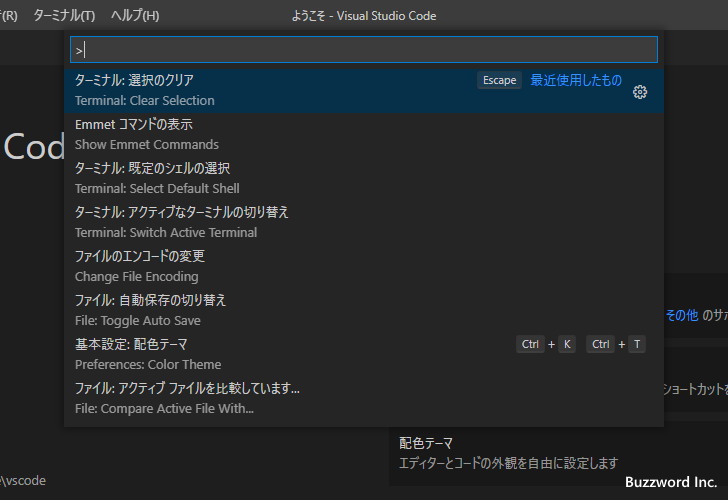 (R) ターミナル(T) ヘルプ(H) ようこそ - Visual Studio Code
>
ターミナル: 選択のクリア Escape 最近使用したもの
Terminal: Clear Selection
Emmet コマンドの表示
Show Emmet Commands
ターミナル: 既定のシェルの選択
Terminal: Select Default Shell
ターミナル: アクティブなターミナルの切り替え
Terminal: Switch Active Terminal
ファイルのエンコードの変更
Change File Encoding
ファイル: 自動保存の切り替え
File: Toggle Auto Save
基本設定: 配色テーマ Ctrl + K Ctrl + T
Preferences: Color Theme
ファイル: アクティブ ファイルを比較しています...
File: Compare Active File With...
Cod
その他 のサポ
ショートカットを
配色テーマ
エディターとコードの外観を自由に設定します
\vscode
Buzzword Inc.